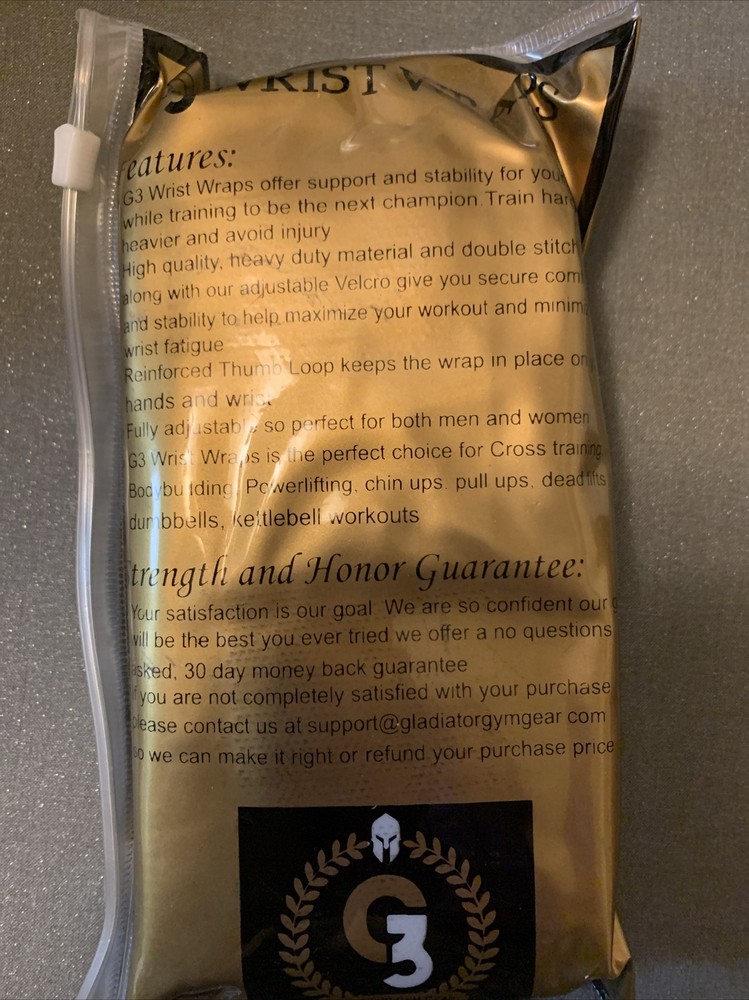 WRIST
eatures:
G3 Wrist Wraps offer support and stability for you
while training to be the next champion. Train har
heavier and avoid injury
High quality, heavy duty material and double stitch
along with our adjustable Velcro give you secure com
and stability to help maximize your workout and minim
wrist fatigue
Reinforced Thumb Loop keeps the wrap in place on
hands and wrist
Fully adjustable so perfect for both men and women
G3 Wrist Wraps is the perfect choice for Cross training,
Bodybuilding, Powerlifting, chin ups, pull ups, deadlifts
dumbbells, kettlebell workouts
trength and Honor Guarantee:
Your satisfaction is our goal. We are so confident our g
will be the best you ever tried we offer a no questions
asked, 30 day money back guarantee
If you are not completely satisfied with your purchase
please contact us at support@gladiatorgymgear.com
so we can make it right or refund your purchase price
G3